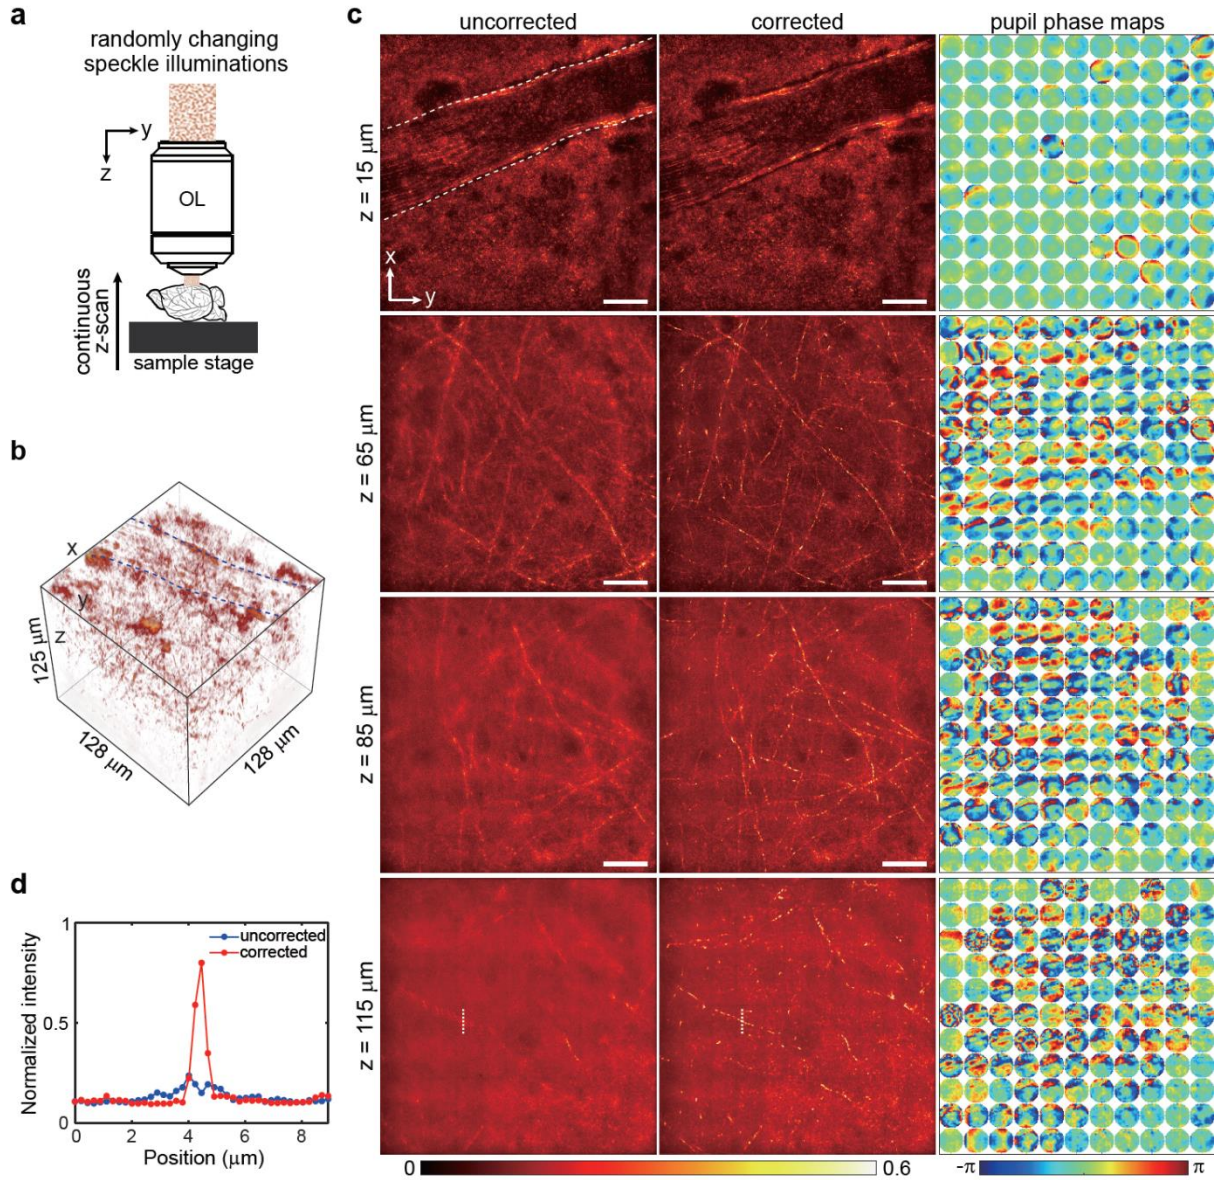 a
randomly changing
speckle illuminations
y
z
OL
continuous
z-scan
sample stage
b
x
y
z
125 μm
128 μm
128 μm
c
uncorrected
corrected
pupil phase maps
z = 15 μm
x
y
z = 65 μm
z = 85 μm
z = 115 μm
0
0.6
-π
π
d
1
0.5
0
Normalized intensity
uncorrected
corrected
0
2
4
6
8
Position (μm)